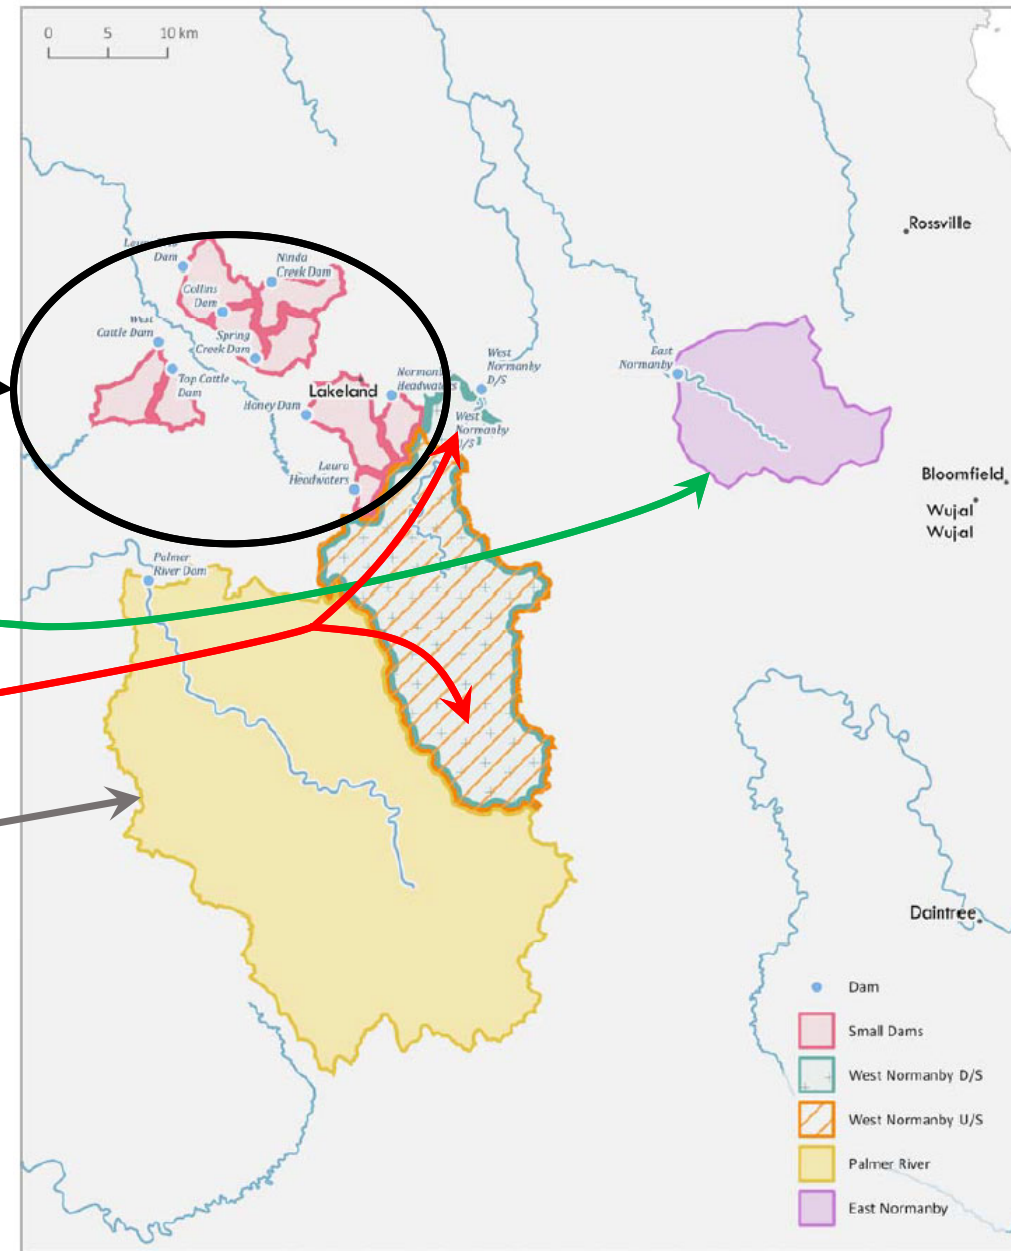 0 5 10 km
Rossville
Dam
Ninda
Creek Dam
Collins
Dam
West
Cattle Dam
Spring
Creek Dam
Top Cattle
Dam
Lakeland
Honey Dam
Laura
Headwaters
West
Normanby
D/S
West
Normanby
East
Normanby
Bloomfield
Wujal
Wujal
Palmer
River Dam
Daintree
Dam
Small Dams
West Normanby D/S
West Normanby U/S
Palmer River
East Normanby